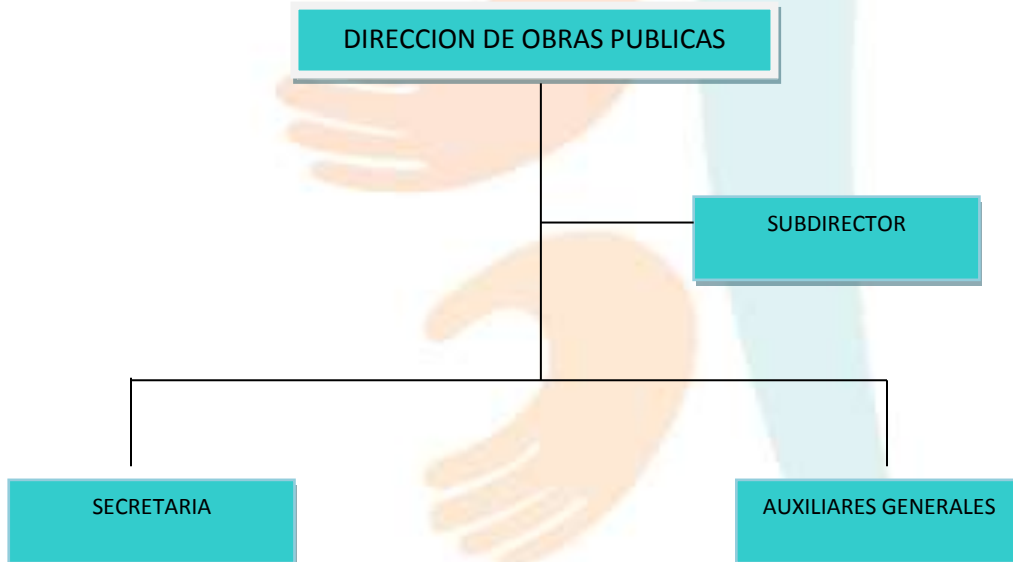 DIRECCION DE OBRAS PUBLICAS
SUBDIRECTOR
SECRETARIA
AUXILIARES GENERALES